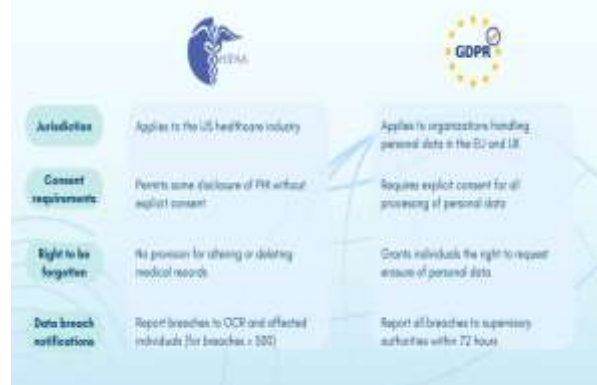 HIPAA
GDPR
Jurisdiction
Applies to the US healthcare industry
Applies to organizations handling
personal data in the EU and UK
Consent
requirements
Permits some disclosure of PHI without
explicit consent
Requires explicit consent for all
processing of personal data
Right to be
forgotten
No provision for altering or deleting
medical records
Grants individuals the right to request
erasure of personal data
Data breach
notifications
Report breaches to OCR and affected
individuals (for breaches > 500)
Report all breaches to supervisory
authorities within 72 hours